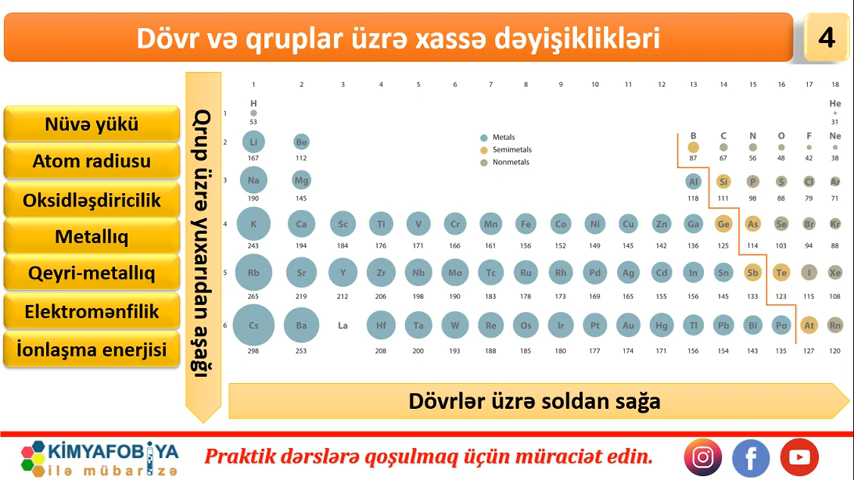 Dövr və qruplar üzrə xassə dəyişiklikləri
4
Nüvə yükü
Atom radiusu
Oksidləşdiricilik
Metallıq
Qeyri-metallıq
Elektromənfilik
İonlaşma enerjisi
Qrup üzrə yuxarıdan aşağı
1 2 3 4 5 6 7 8 9 10 11 12 13 14 15 16 17 18
H He
1
53 31
Metals
Semimetals
Nonmetals
2 Li Be B C N O F Ne
167 112 87 67 56 48 42 38
3 Na Mg Al Si P S Cl Ar
190 145 118 111 98 88 79 71
4 K Ca Sc Ti V Cr Mn Fe Co Ni Cu Zn Ga Ge As Se Br Kr
243 194 184 176 171 166 161 156 152 149 145 142 136 125 114 103 94 88
5 Rb Sr Y Zr Nb Mo Tc Ru Rh Pd Ag Cd In Sn Sb Te I Xe
265 219 212 206 198 190 183 178 173 169 165 161 156 145 133 123 115 108
6 Cs Ba La Hf Ta W Re Os Ir Pt Au Hg Tl Pb Bi Po At Rn
298 253 208 200 193 188 185 180 177 174 171 156 154 143 135 127 120
Dövrlər üzrə soldan sağa
KİMYAFOBİYA
ilə mübarizə
Praktik dərslərə qoşulmaq üçün müraciət edin.